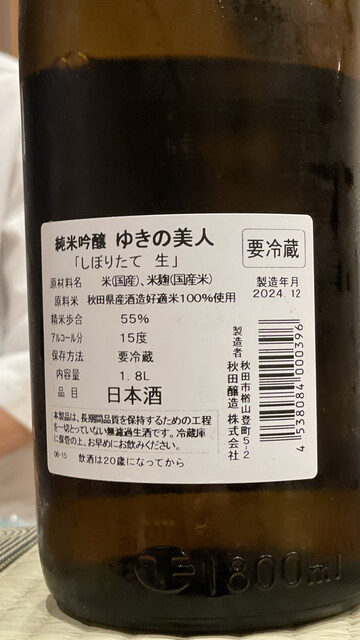 純米吟醸 ゆきの美人
「しぼりたて 生」
要冷蔵
原材料名 米(国産)、米麹(国産米)
原料米 秋田県産酒造好適米100%使用
精米歩合 55%
アルコール分 15度
保存方法 要冷蔵
内容量 1.8L
品目 日本酒
製造年月
2024.12
製造者 秋田市楢山登町5-2
秋田醸造 株式会社
4538084000396
本製品は、長期間品質を保持するための工程
を一切とっていない無濾過生酒です。冷蔵庫
に保管の上、お早めにお飲みください。
06-15 飲酒は20歳になってから
1800ml